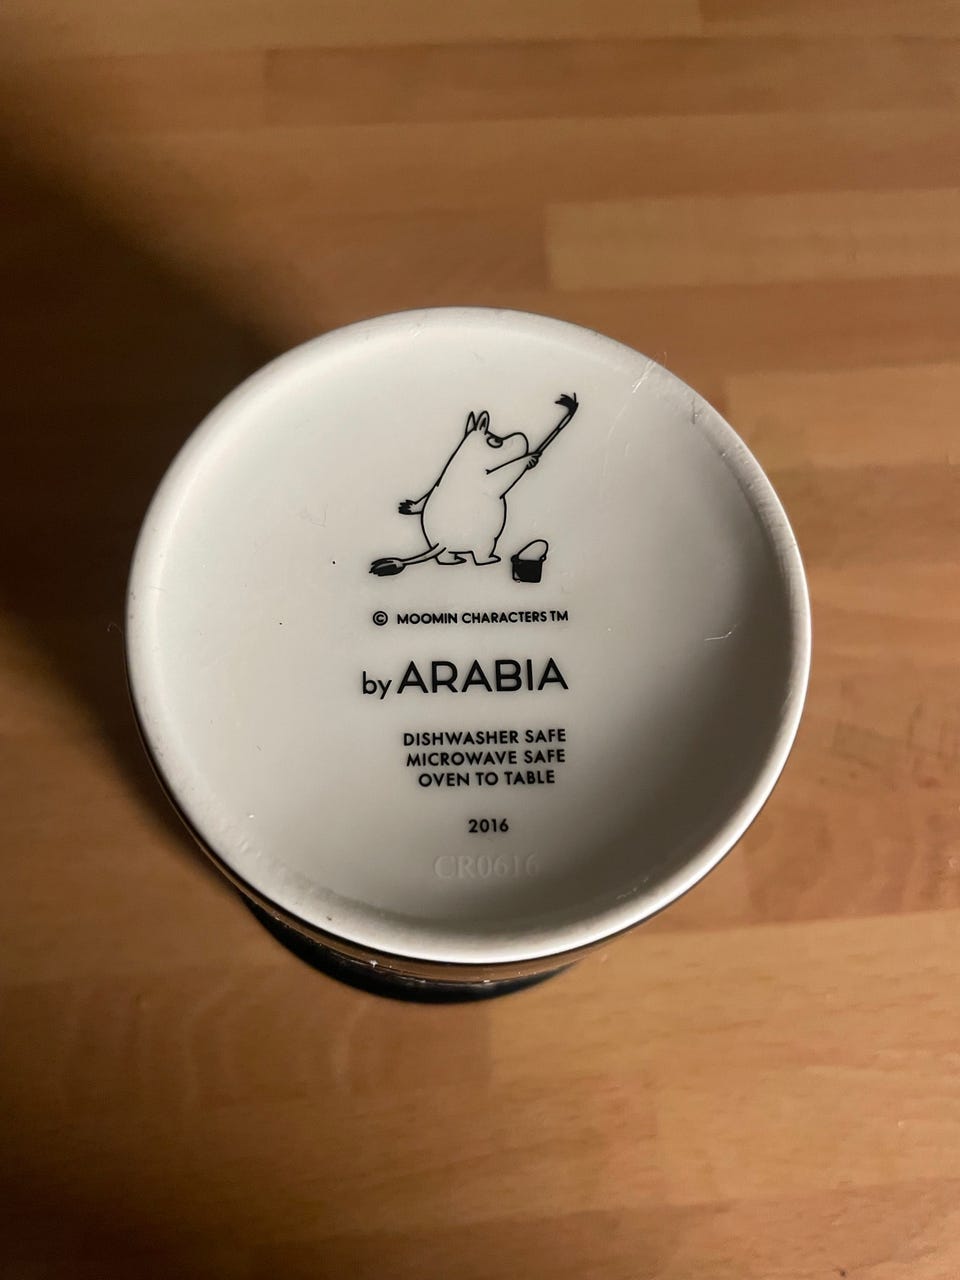 © MOOMIN CHARACTERS TM
by ARABIA
DISHWASHER SAFE
MICROWAVE SAFE
OVEN TO TABLE
2016
CR0616